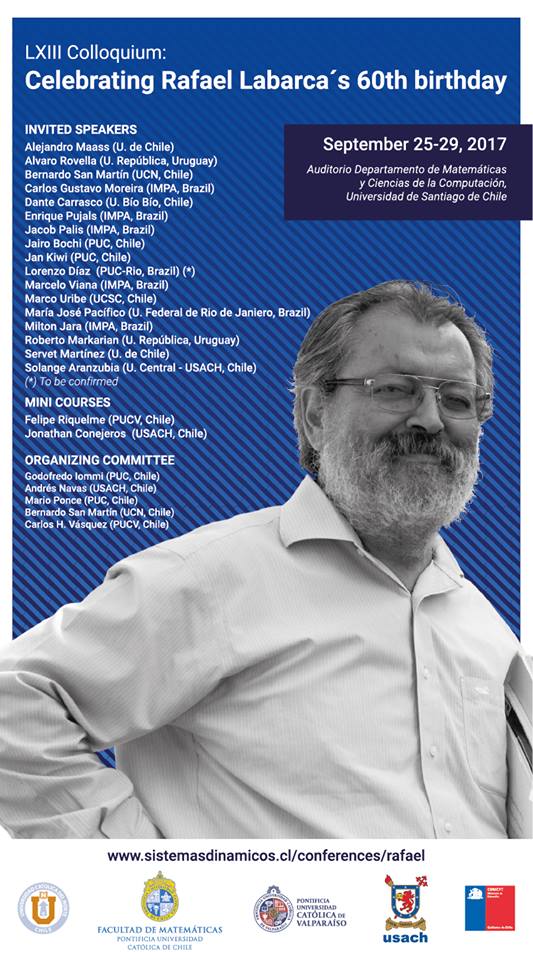 LXIII Colloquium:
Celebrating Rafael Labarca´s 60th birthday
INVITED SPEAKERS
Alejandro Maass (U. de Chile)
Alvaro Rovella (U. República, Uruguay)
Bernardo San Martín (UCN, Chile)
Carlos Gustavo Moreira (IMPA, Brazil)
Dante Carrasco (U. Bío Bío, Chile)
Enrique Pujals (IMPA, Brazil)
Jacob Palis (IMPA, Brazil)
Jairo Bochi (PUC, Chile)
Jan Kiwi (PUC, Chile)
Lorenzo Díaz (PUC-Rio, Brazil) (*)
Marcelo Viana (IMPA, Brazil)
Marco Uribe (UCSC, Chile)
María José Pacífico (U. Federal de Rio de Janiero, Brazil)
Milton Jara (IMPA, Brazil)
Roberto Markarian (U. República, Uruguay)
Servet Martínez (U. de Chile)
Solange Aranzubia (U. Central - USACH, Chile)
(*) To be confirmed
MINI COURSES
Felipe Riquelme (PUCV, Chile)
Jonathan Conejeros (USACH, Chile)
ORGANIZING COMMITTEE
Godofredo Iommi (PUC, Chile)
Andrés Navas (USACH, Chile)
Mario Ponce (PUC, Chile)
Bernardo San Martín (UCN, Chile)
Carlos H. Vásquez (PUCV, Chile)
September 25-29, 2017
Auditorio Departamento de Matemáticas
y Ciencias de la Computación,
Universidad de Santiago de Chile
www.sistemasdinamicos.cl/conferences/rafael
CHILE
FACULTAD DE MATEMÁTICAS
PONTIFICIA UNIVERSIDAD
CATÓLICA DE CHILE
PONTIFICIA
UNIVERSIDAD
CATÓLICA DE
VALPARAÍSO
usach
CONICYT
Gobierno de Chile